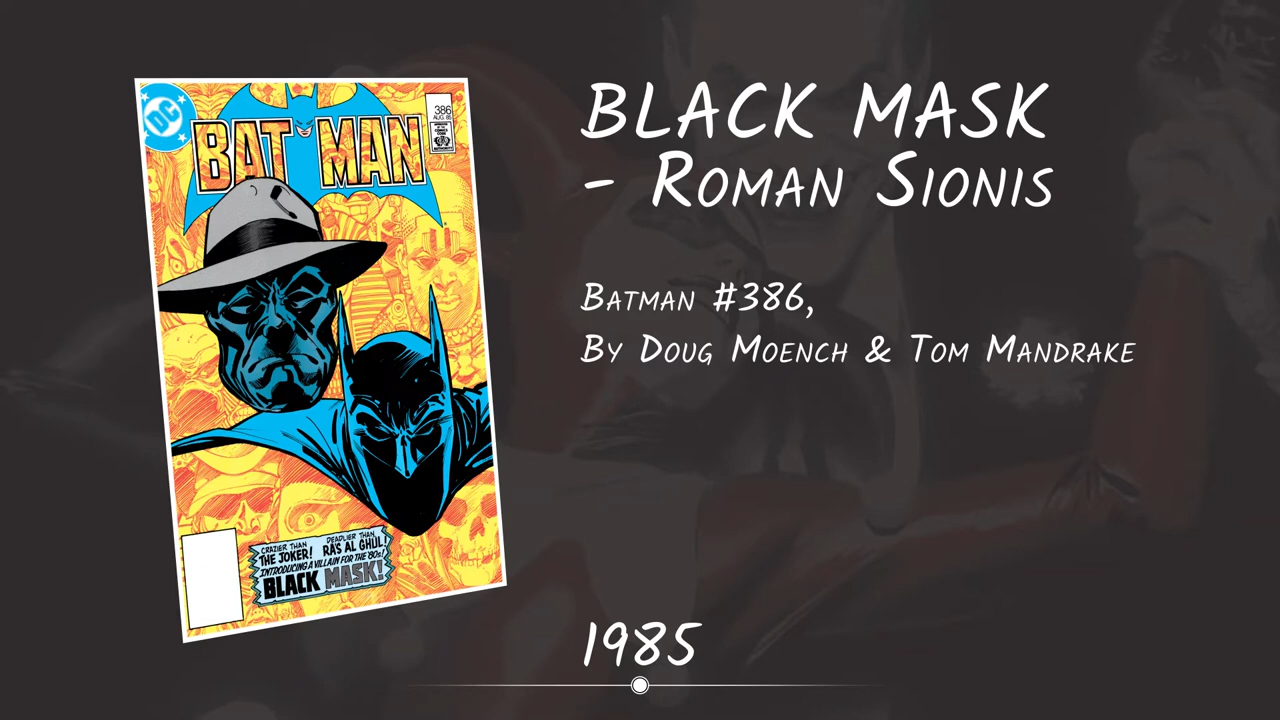 DC
386
AUG. 85
BATMAN
CRAZIER THAN
THE JOKER!
DEADLIER THAN
RA'S AL GHUL!
INTRODUCING A VILLAIN FOR THE '80s!
BLACK MASK!
BLACK MASK
- ROMAN SIONIS
BATMAN #386,
BY DOUG MOENCH & TOM MANDRAKE
1985